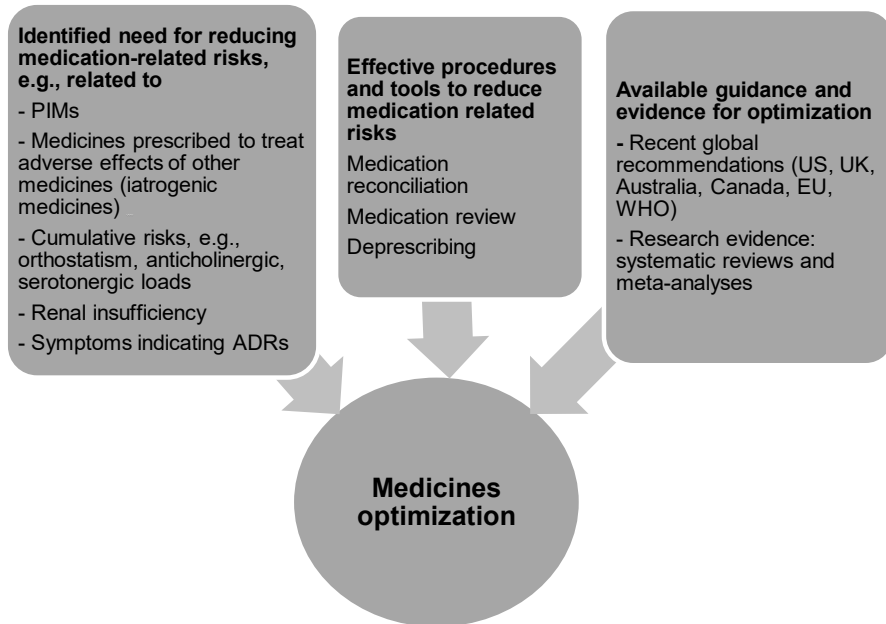 Identified need for reducing
medication-related risks,
e.g., related to
- PIMs
- Medicines prescribed to treat
adverse effects of other
medicines (iatrogenic
medicines)
- Cumulative risks, e.g.,
orthostatism, anticholinergic,
serotonergic loads
- Renal insufficiency
- Symptoms indicating ADRs
Effective procedures
and tools to reduce
medication related
risks
Medication
reconciliation
Medication review
Deprescribing
Available guidance and
evidence for optimization
- Recent global
recommendations (US, UK,
Australia, Canada, EU,
WHO)
- Research evidence:
systematic reviews and
meta-analyses
Medicines
optimization